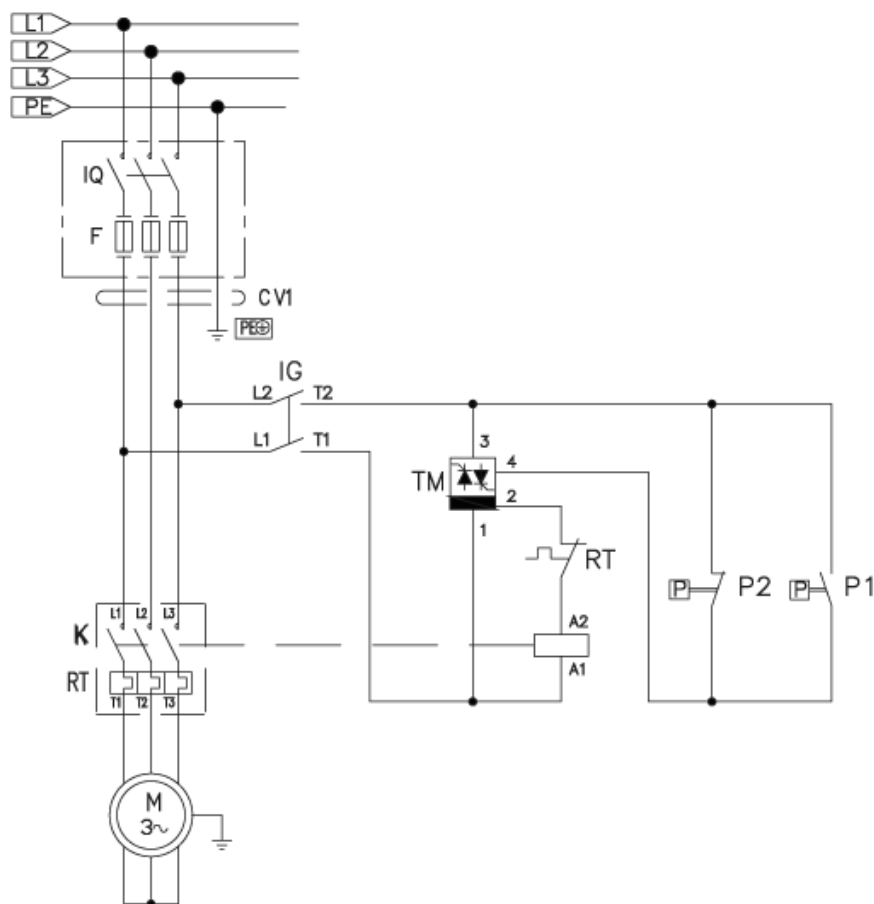 L1
L2
L3
PE
IQ
F
CV1
PE
IG
L2 T2
L1 T1
3
4
TM
2
1
RT
P P2 P P1
L1 L2 L3
K
A2
A1
RT
T1 T2 T3
M
3~